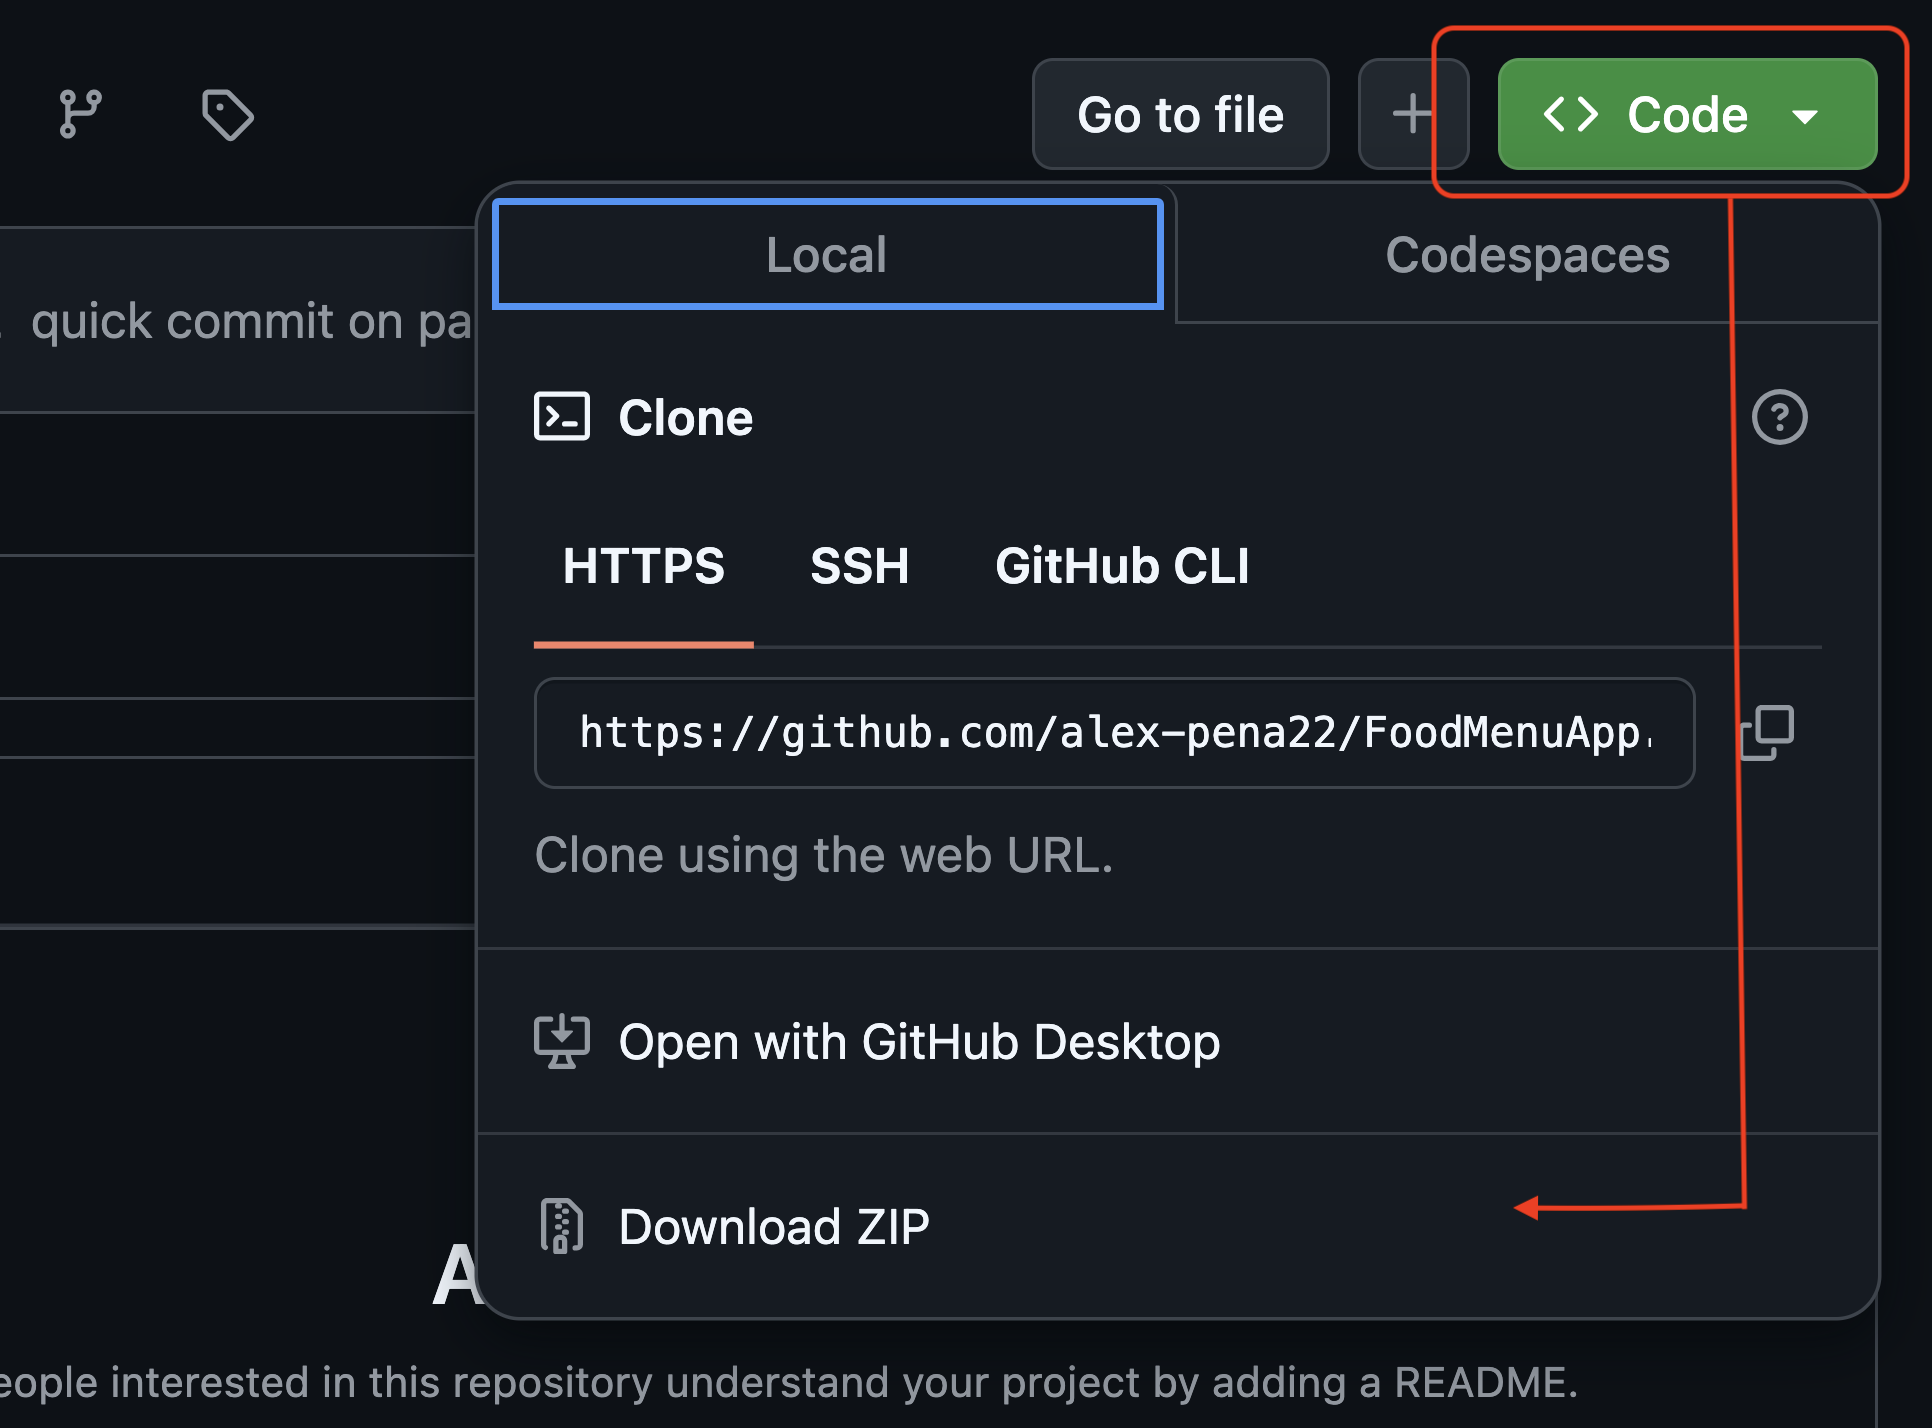 Go to file
Code
Local
Codespaces
quick commit on pa
Clone
HTTPS
SSH
GitHub CLI
https://github.com/alex-pena22/FoodMenuApp.
Clone using the web URL.
Open with GitHub Desktop
Download ZIP
A
eople interested in this repository understand your project by adding a README.